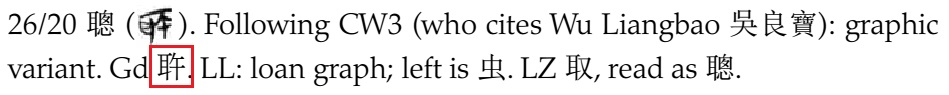 26/20 聰 (). Following CW3 (who cites Wu Liangbao 吳良寶): graphic
variant. Gd . LL: loan graph; left is 虫. LZ 取, read as 聰.